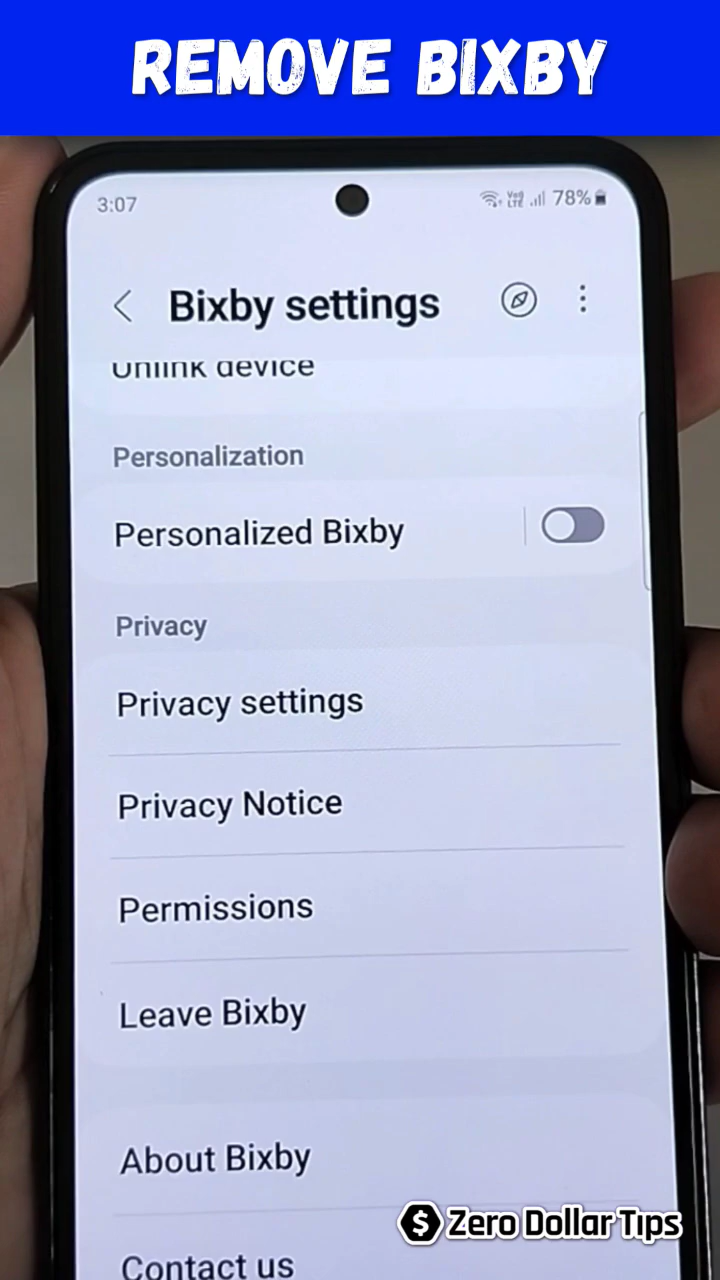 REMOVE BIXBY
3:07
78%
Bixby settings
Unlink device
Personalization
Personalized Bixby
Privacy
Privacy settings
Privacy Notice
Permissions
Leave Bixby
About Bixby
$ Zero Dollar Tips
Contact us